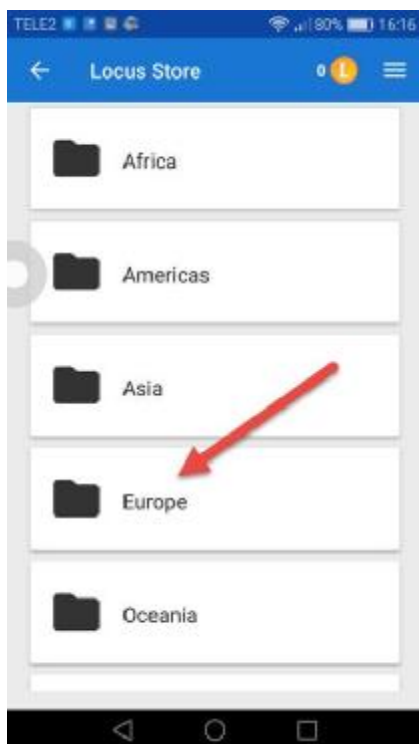 TELE2 80% 16:16
Locus Store 0 L
Africa
Americas
Asia
Europe
Oceania